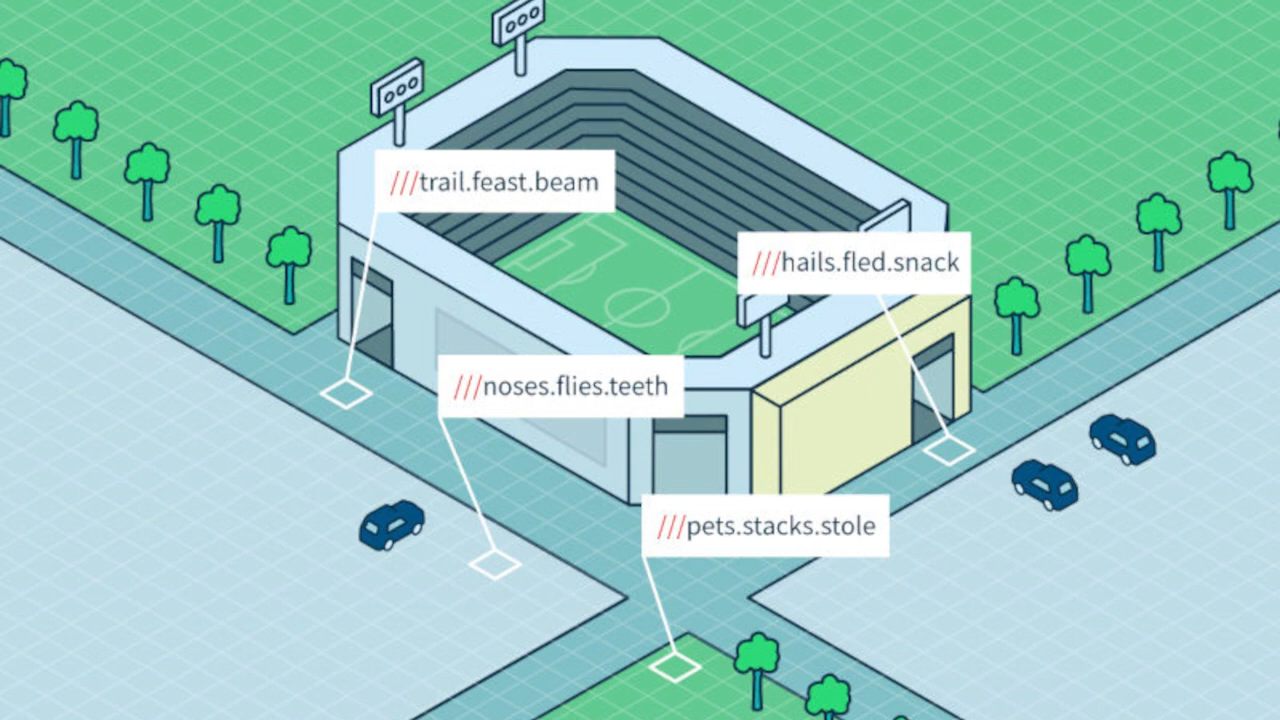 ///trail.feast.beam
///hails.fled.snack
///noses.flies.teeth
///pets.stacks.stole